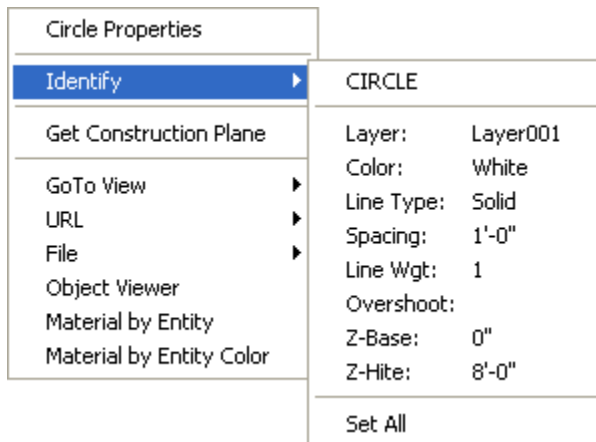 Circle Properties
Identify
Get Construction Plane
GoTo View
URL
File
Object Viewer
Material by Entity
Material by Entity Color
CIRCLE
Layer: Layer001
Color: White
Line Type: Solid
Spacing: 1'-0"
Line Wgt: 1
Overshoot:
Z-Base: 0"
Z-Hite: 8'-0"
Set All